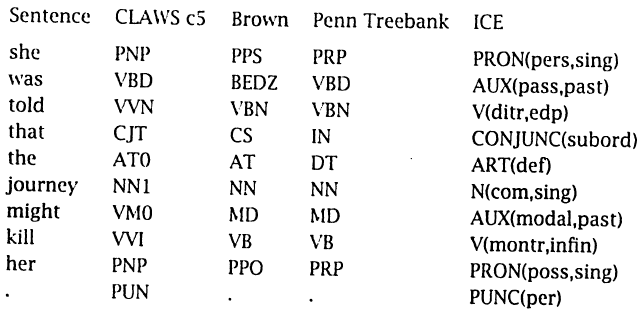 Sentence CLAWS c5 Brown Penn Treebank ICE
she PNP PPS PRP PRON(pers,sing)
was VBD BEDZ VBD AUX(pass,past)
told VVN VBN VBN V(ditr,edp)
that CJT CS IN CONJUNC(subord)
the AT0 AT DT ART(def)
journey NN1 NN NN N(com,sing)
might VM0 MD MD AUX(modal,past)
kill VVI VB VB V(montr,infin)
her PNP PPO PRP PRON(poss,sing)
. PUN . . PUNC(per)